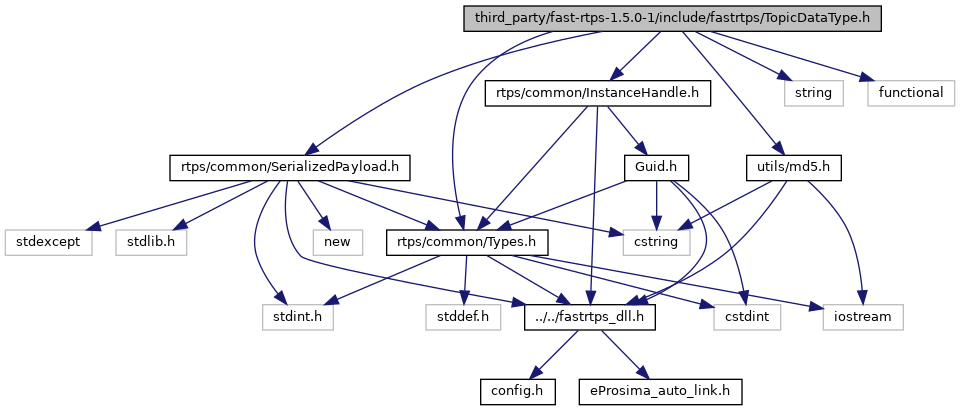 third_party/fast-rtps-1.5.0-1/include/fastrtps/TopicDataType.h
rtps/common/InstanceHandle.h
string
functional
rtps/common/SerializedPayload.h
Guid.h
utils/md5.h
stdexcept
stdlib.h
new
rtps/common/Types.h
cstring
stdint.h
stddef.h
../../fastrtps_dll.h
cstdint
iostream
config.h
eProsima_auto_link.h